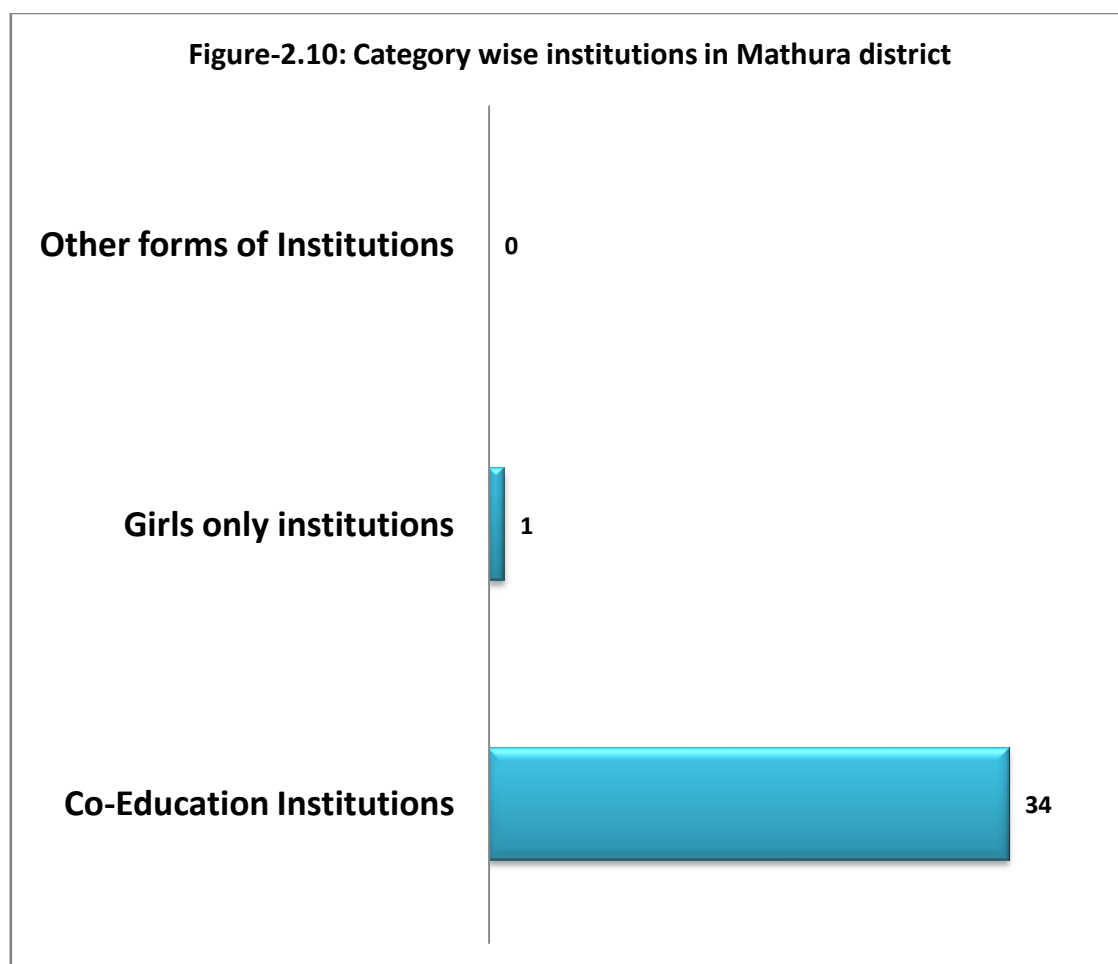 Figure-2.10: Category wise institutions in Mathura district
Other forms of Institutions
0
Girls only institutions
1
Co-Education Institutions
34